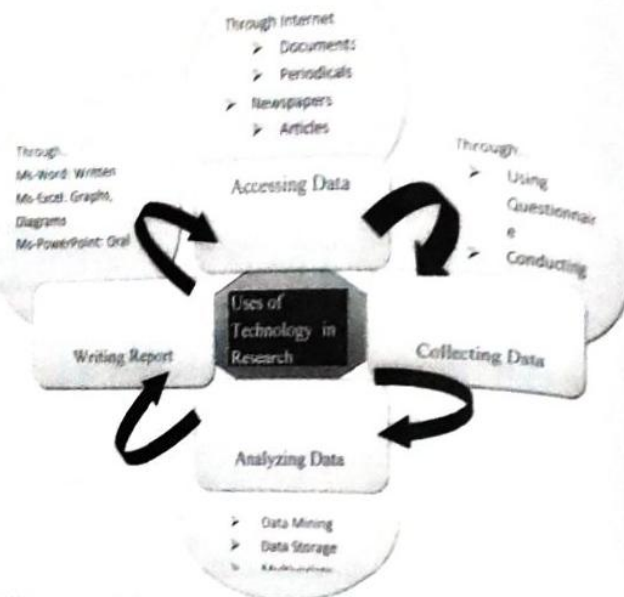 Through Internet
➢ Documents
➢ Periodicals
➢ Newspapers
➢ Articles
Accessing Data
Through..
Ms-Word: Written
Ms-Excel: Graphs,
Diagrams
Ms-PowerPoint: Oral
Through..
➢ Using
Questionnair
e
➢ Conducting
Uses of
Technology in
Research
Writing Report
Collecting Data
Analyzing Data
➢ Data Mining
➢ Data Storage